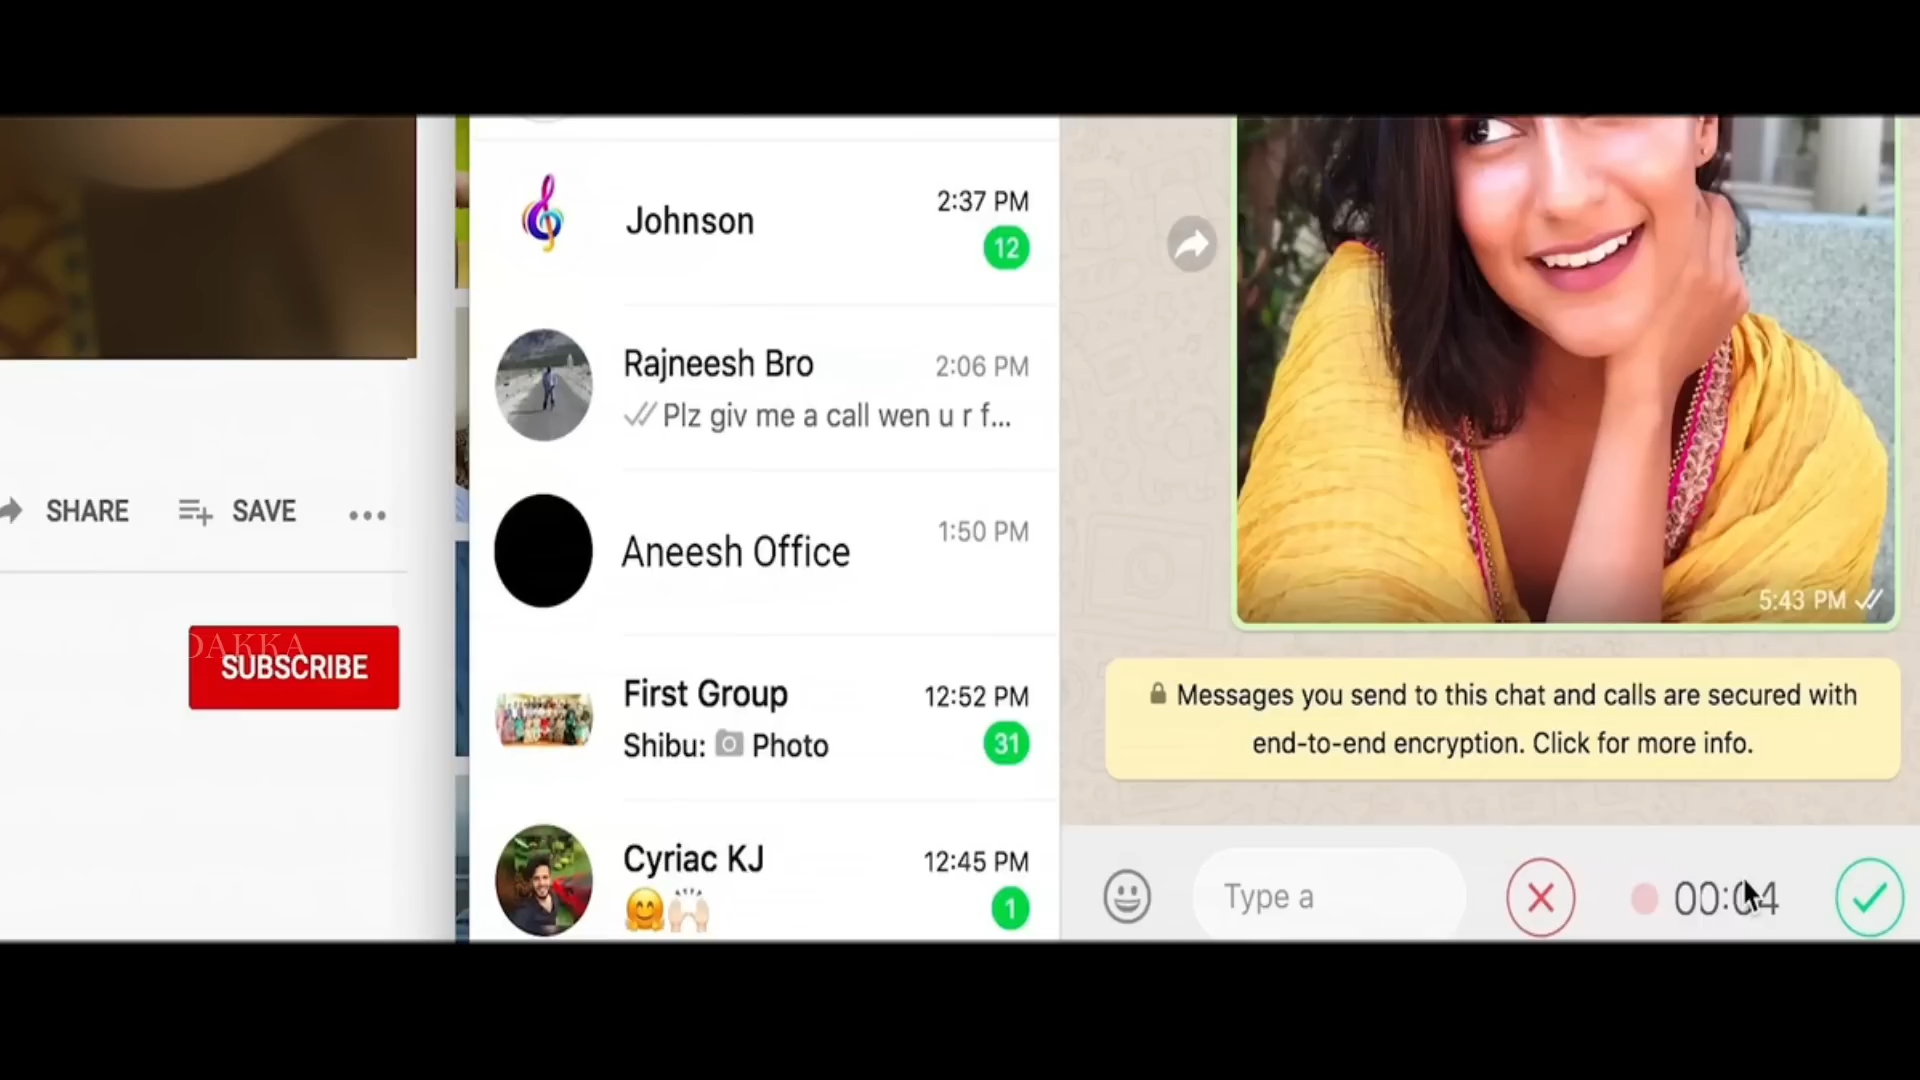 SHARE
SAVE
DAKKA
SUBSCRIBE
Johnson
2:37 PM
12
Rajneesh Bro
2:06 PM
Plz giv me a call wen u r f...
Aneesh Office
1:50 PM
First Group
12:52 PM
Shibu: Photo
31
Cyriac KJ
12:45 PM
1
5:43 PM
Messages you send to this chat and calls are secured with
end-to-end encryption. Click for more info.
Type a
00:04